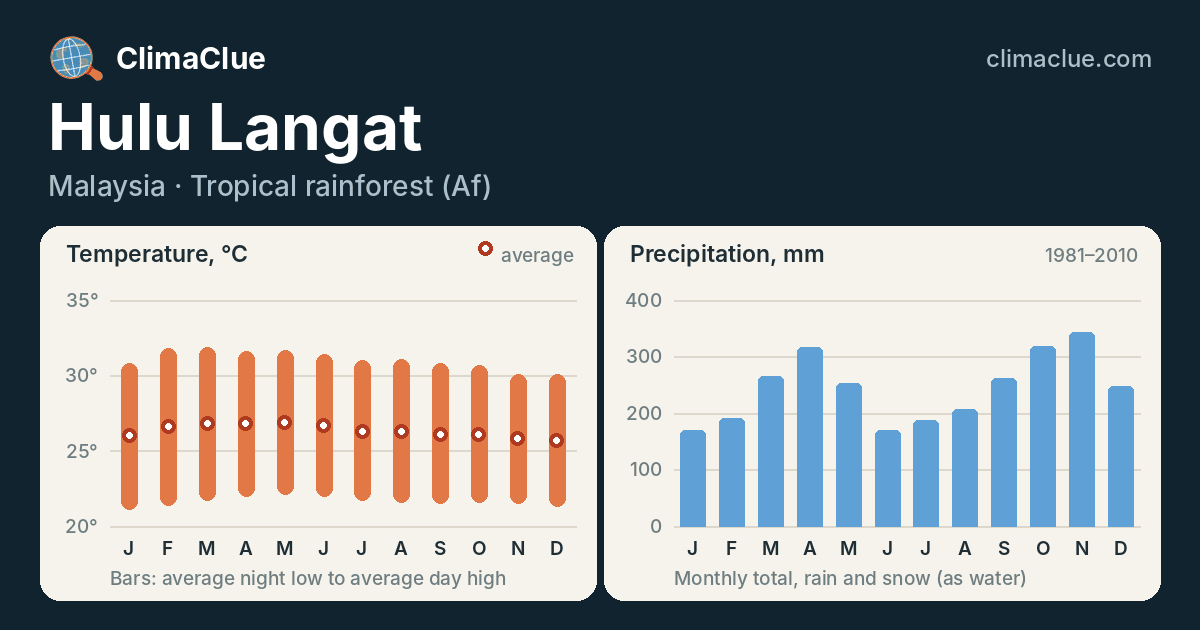 ClimaClue
climaclue.com
Hulu Langat
Malaysia · Tropical rainforest (Af)
Temperature, °C
average
35°
30°
25°
20°
J F M A M J J A S O N D
Bars: average night low to average day high
Precipitation, mm
1981–2010
400
300
200
100
0
J F M A M J J A S O N D
Monthly total, rain and snow (as water)